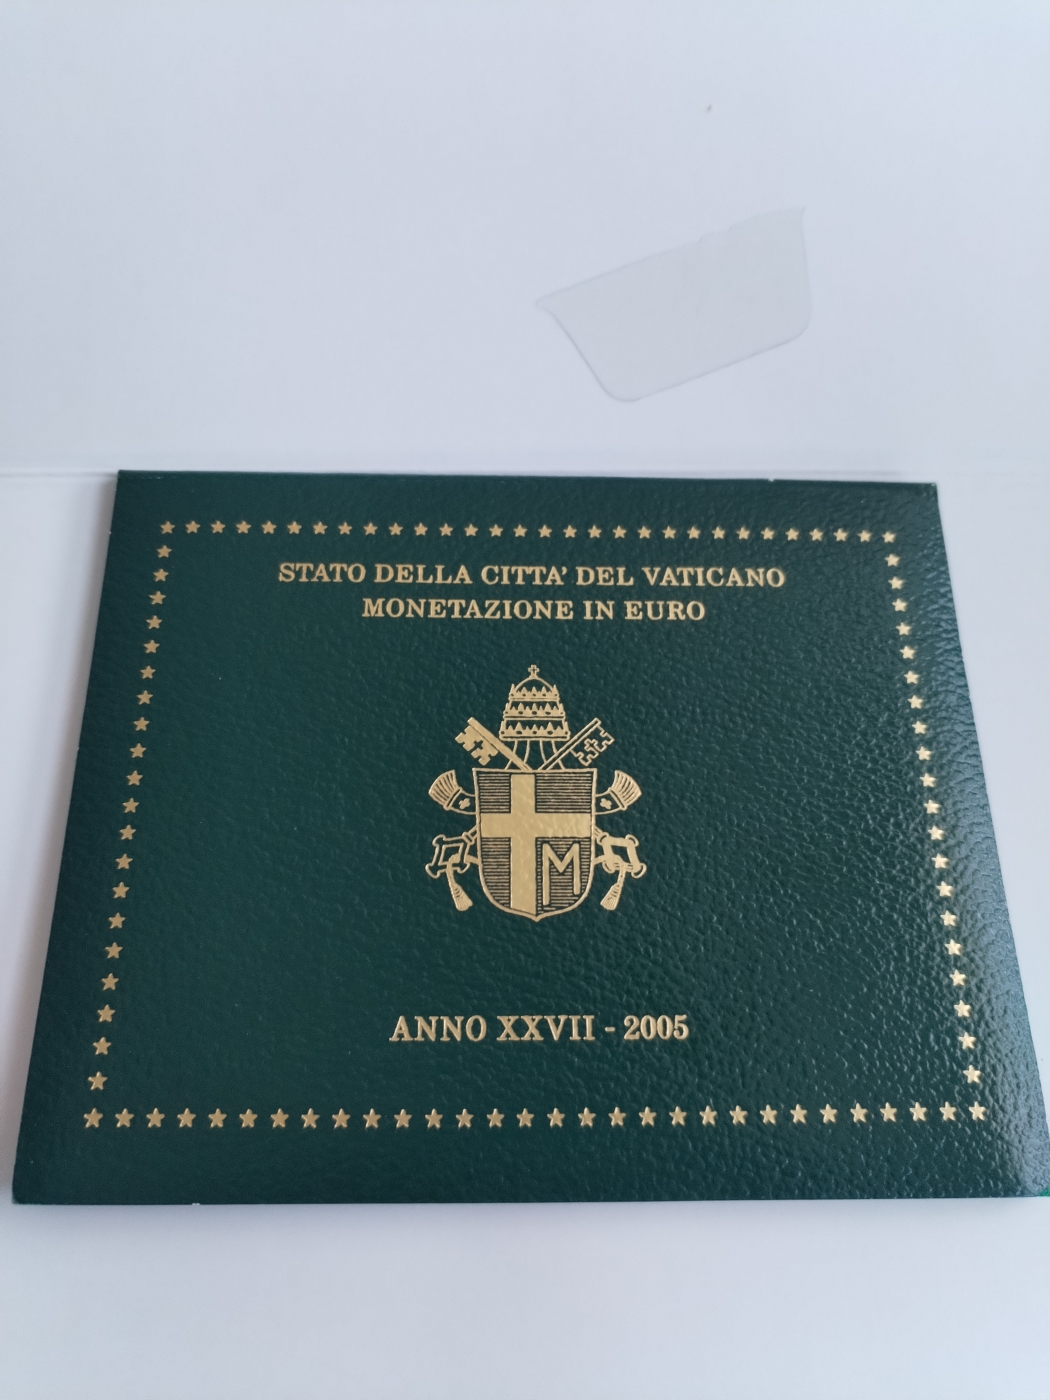 STATO DELLA CITTA' DEL VATICANO
MONETAZIONE IN EURO
M
ANNO XXVII - 2005